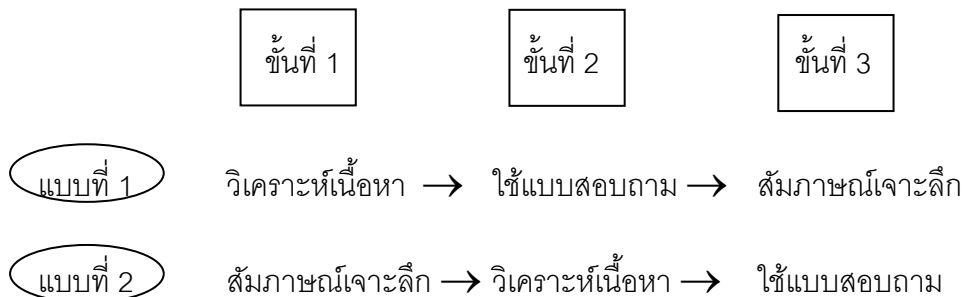 ขั้นที่ 1 ขั้นที่ 2 ขั้นที่ 3
แบบที่ 1 วิเคราะห์เนื้อหา → ใช้แบบสอบถาม → สัมภาษณ์เจาะลึก
แบบที่ 2 สัมภาษณ์เจาะลึก → วิเคราะห์เนื้อหา → ใช้แบบสอบถาม